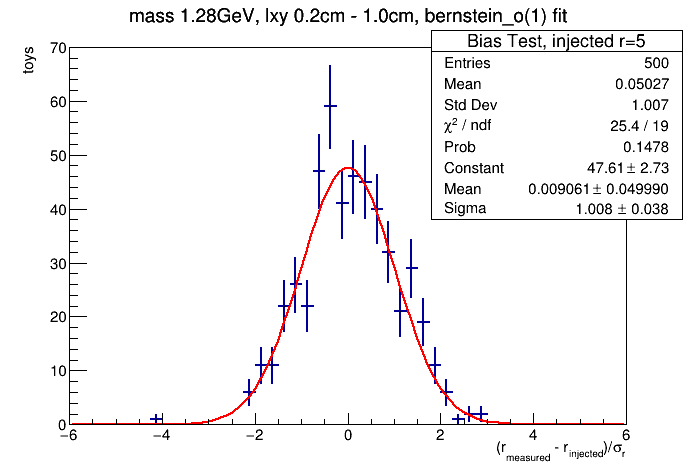 mass 1.28GeV, lxy 0.2cm - 1.0cm, bernstein_o(1) fit
Bias Test, injected r=5
Entries 500
Mean 0.05027
Std Dev 1.007
χ² / ndf 25.4 / 19
Prob 0.1478
Constant 47.61 ± 2.73
Mean 0.009061 ± 0.049990
Sigma 1.008 ± 0.038
toys
70
60
50
40
30
20
10
0
−6 −4 −2 0 2 4 6
(r_measured - r_injected)/σ_r